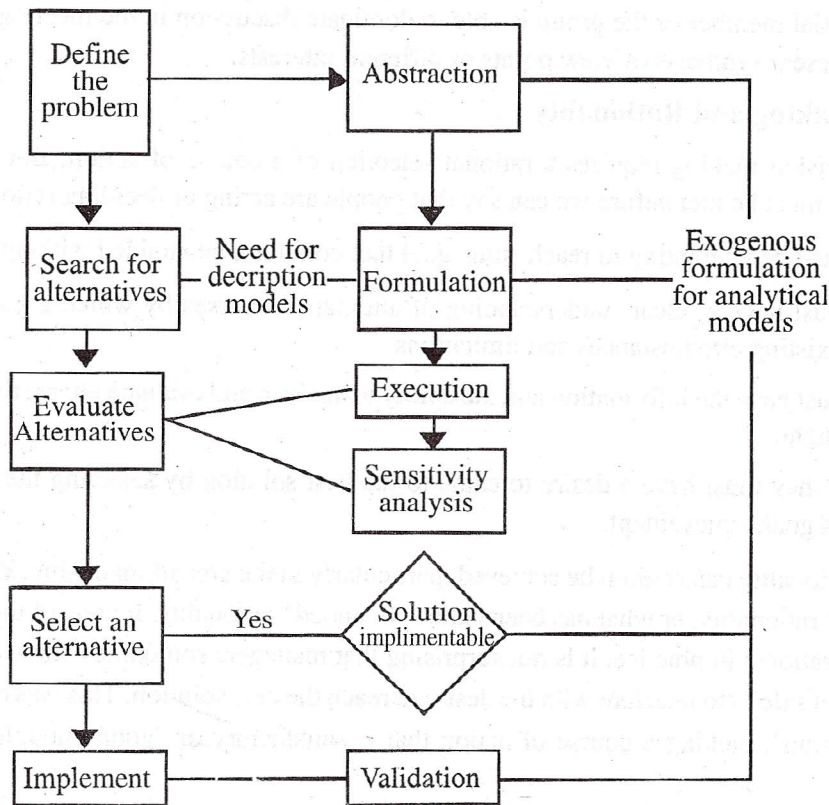 Define
the
problem
Abstraction
Search for
alternatives
Need for
decription
models
Formulation
Exogenous
formulation
for analytical
models
Evaluate
Alternatives
Execution
Sensitivity
analysis
Select an
alternative
Yes
Solution
implimentable
Implement
Validation